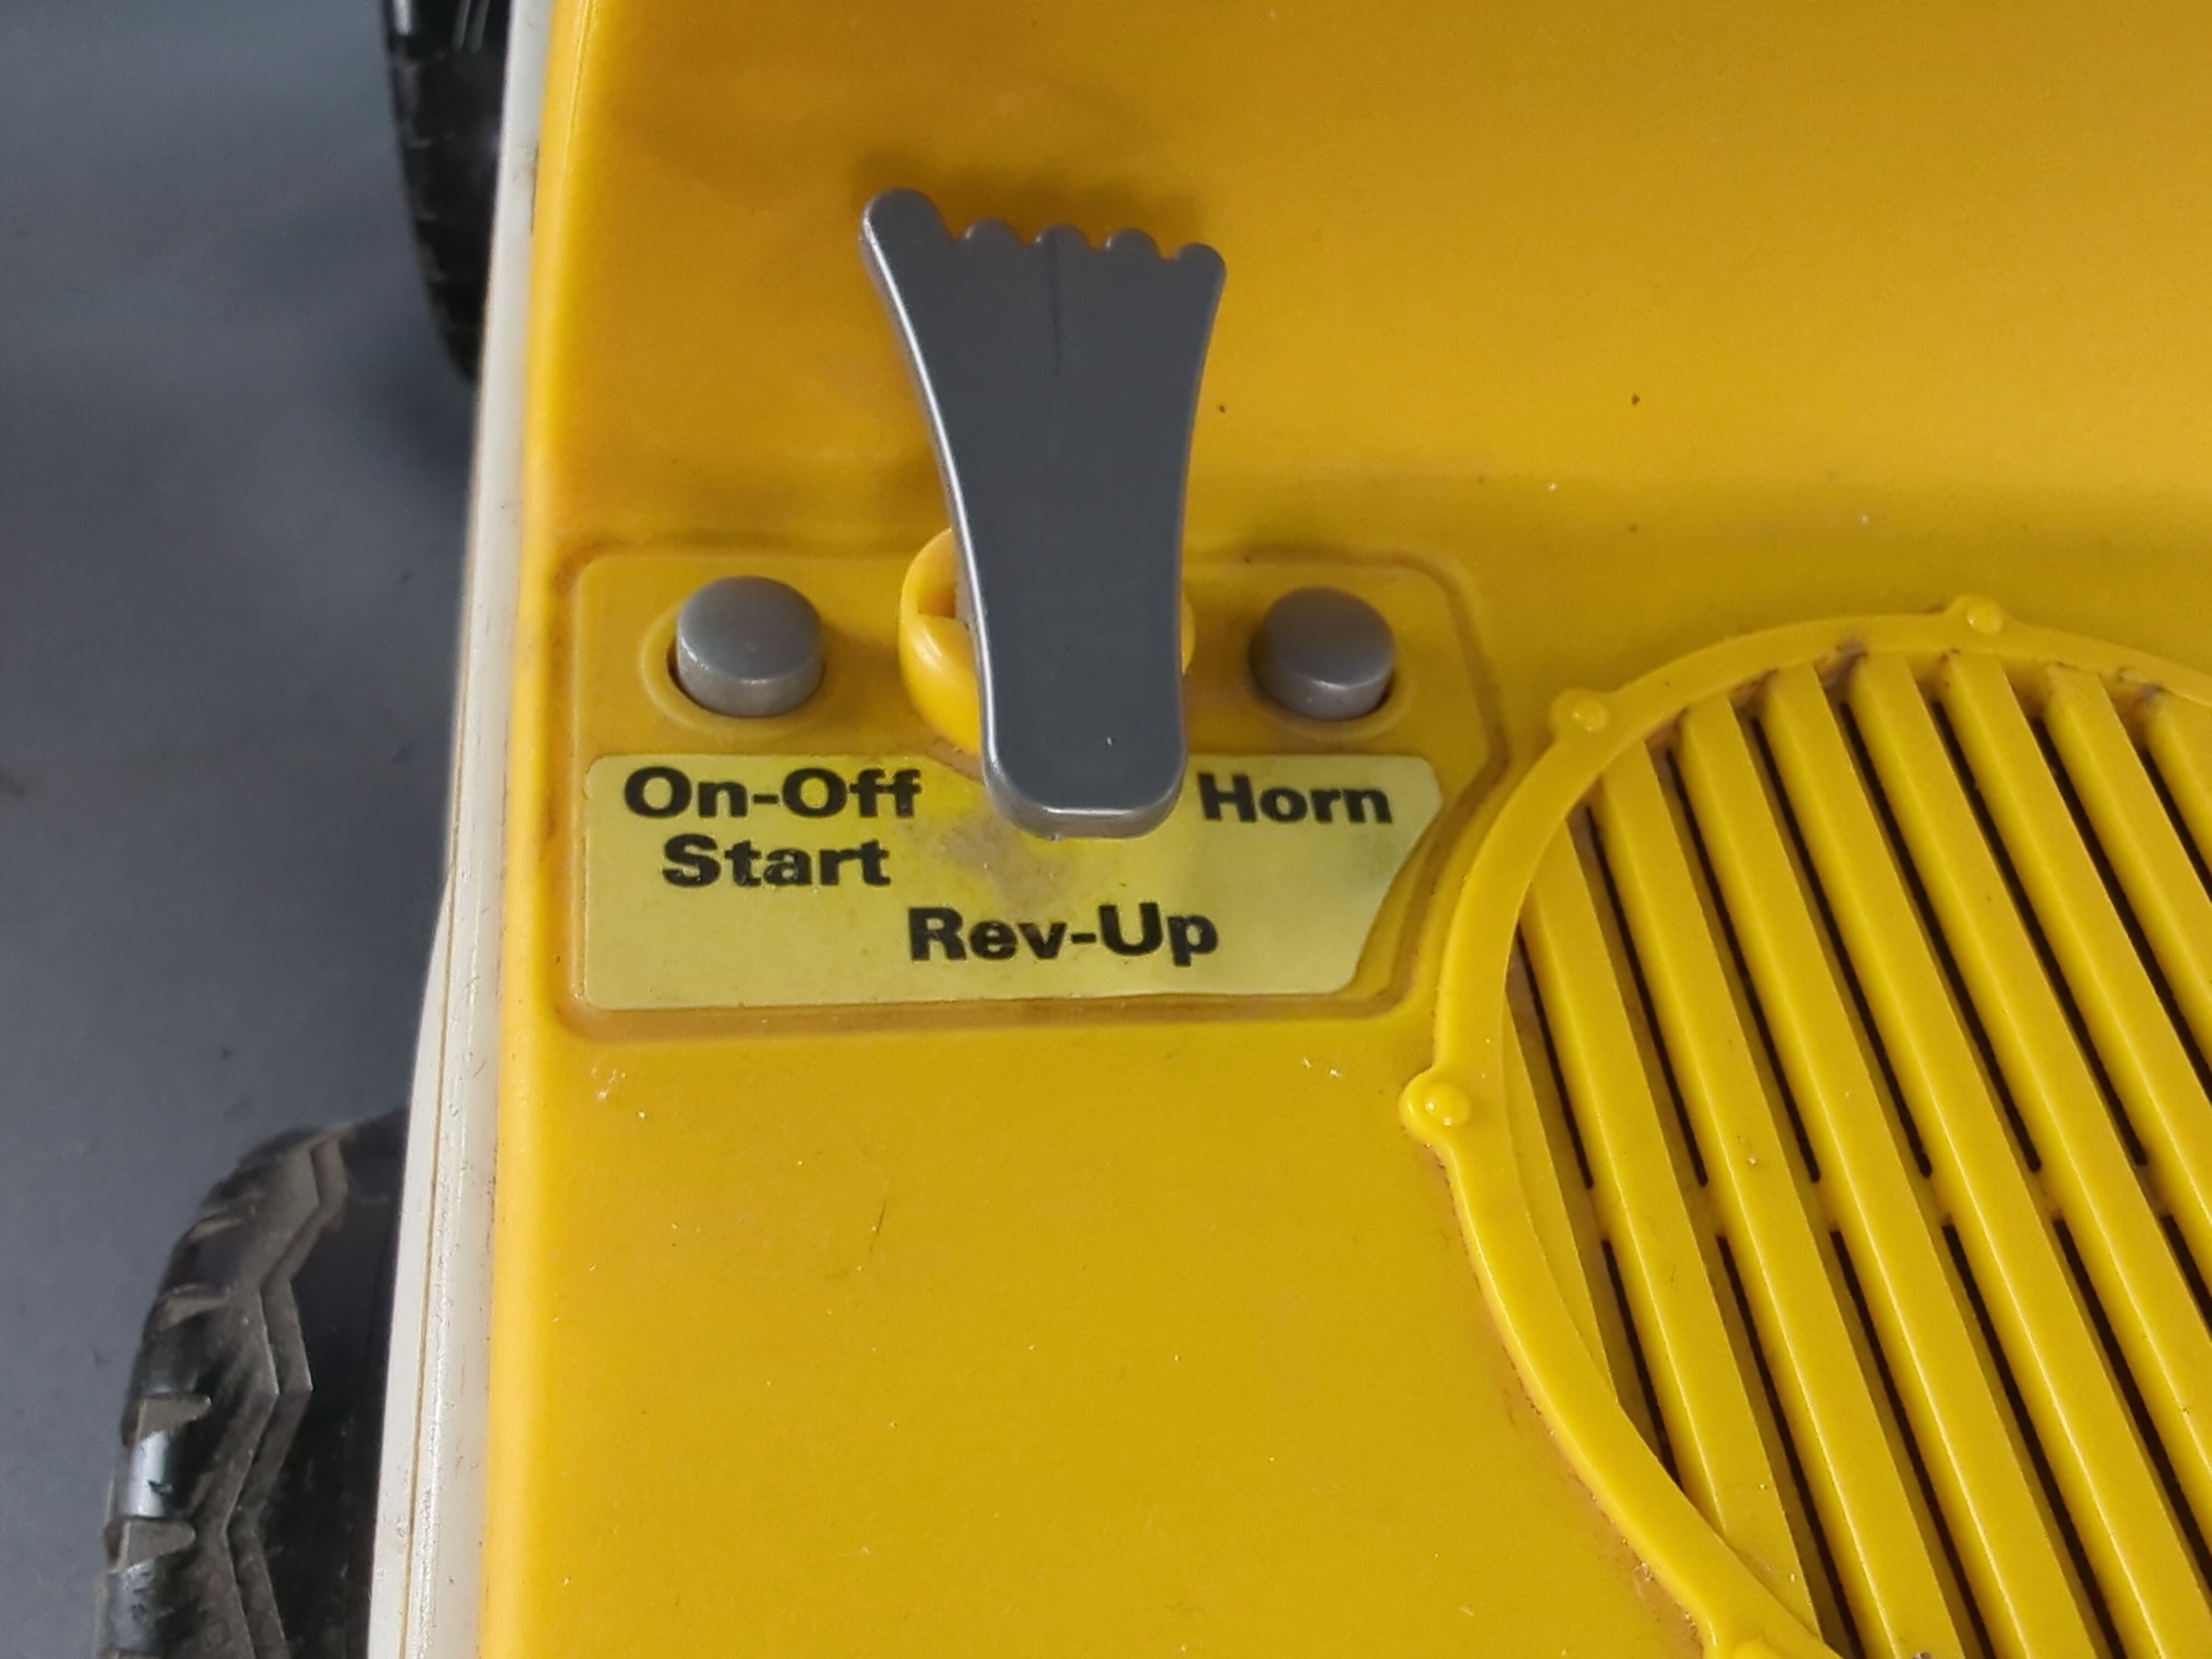 On-Off
Start
Horn
Rev-Up